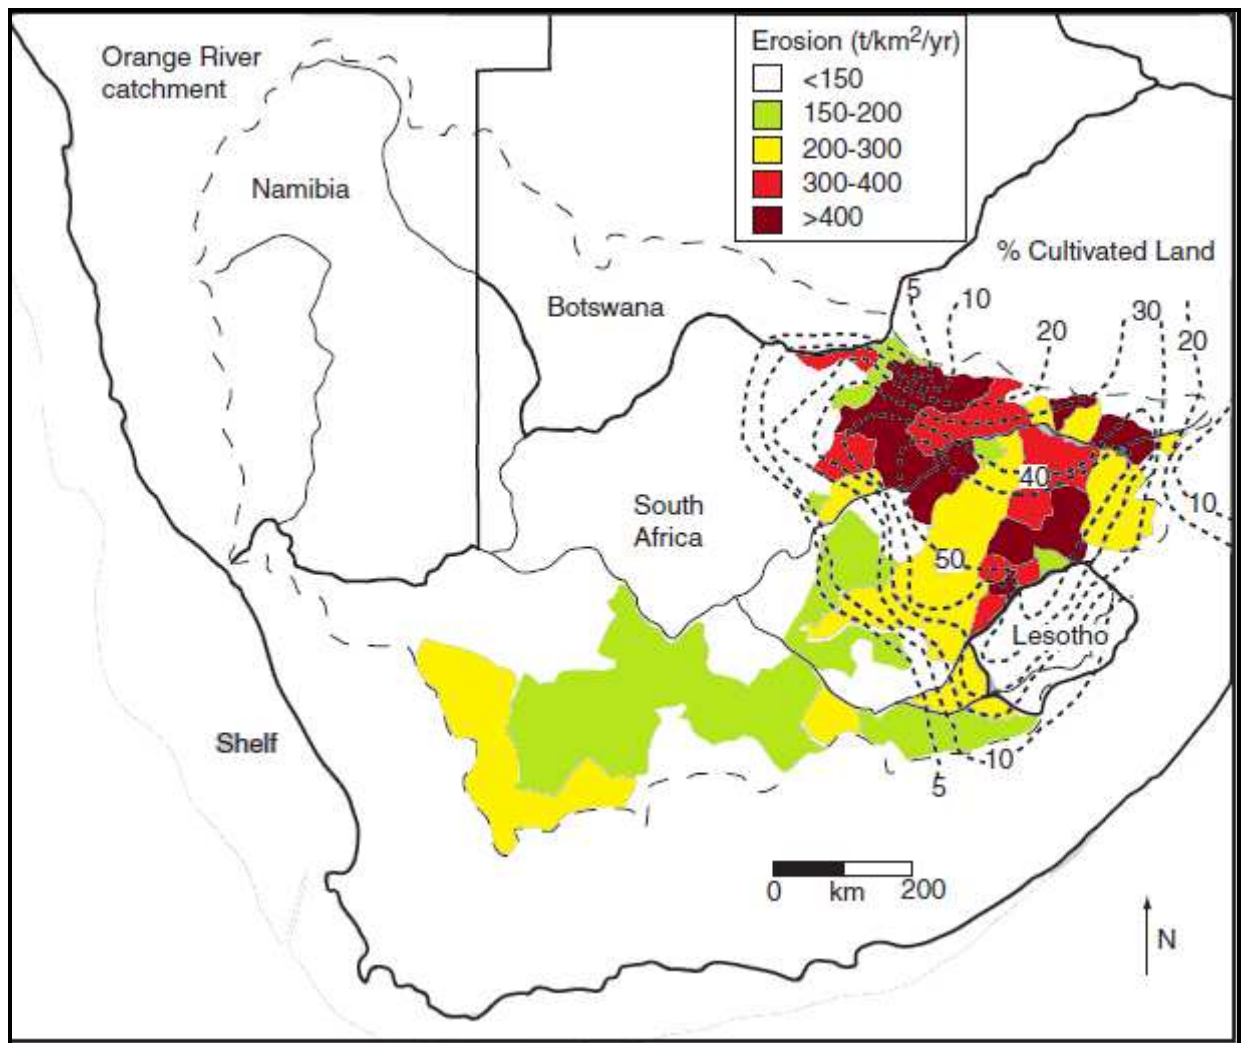 Orange River
catchment
Erosion (t/km²/yr)
<150
150-200
200-300
300-400
>400
Namibia
Botswana
% Cultivated Land
5
10
20
30
20
40
10
South
Africa
50
Lesotho
Shelf
10
5
0 km 200
N